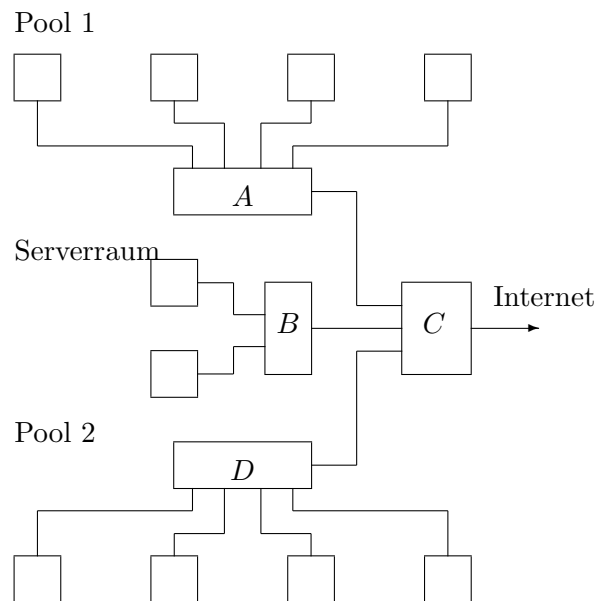 Pool 1
A
Serverraum
Internet
B
C
Pool 2
D